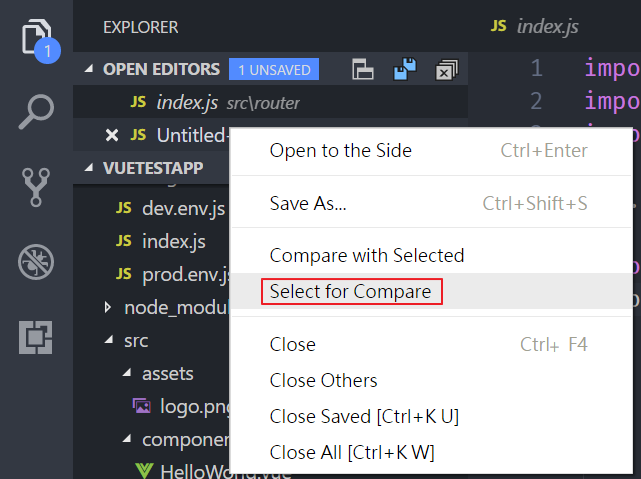 EXPLORER
index.js
1
OPEN EDITORS 1 UNSAVED
JS index.js src\router
JS Untitled-
VUETESTAPP
JS dev.env.js
JS index.js
JS prod.env.js
node_modul
src
assets
logo.png
componen
HelloWorld.vue
JS
1 impo
2 impo
impo
Open to the Side Ctrl+Enter
Save As... Ctrl+Shift+S
Compare with Selected
Select for Compare
Close Ctrl+ F4
Close Others
Close Saved [Ctrl+K U]
Close All [Ctrl+K W]